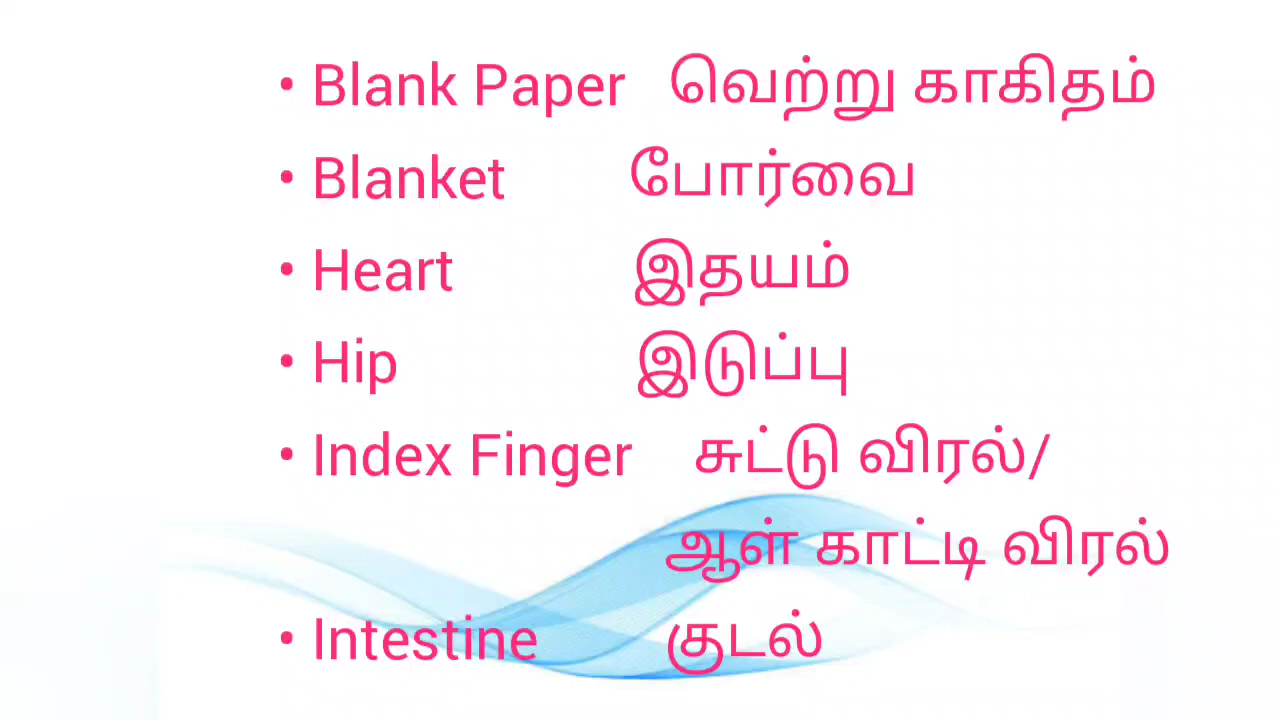 • Blank Paper வெற்று காகிதம்
• Blanket போர்வை
• Heart இதயம்
• Hip இடுப்பு
• Index Finger சுட்டு விரல்/
ஆள் காட்டி விரல்
• Intestine குடல்